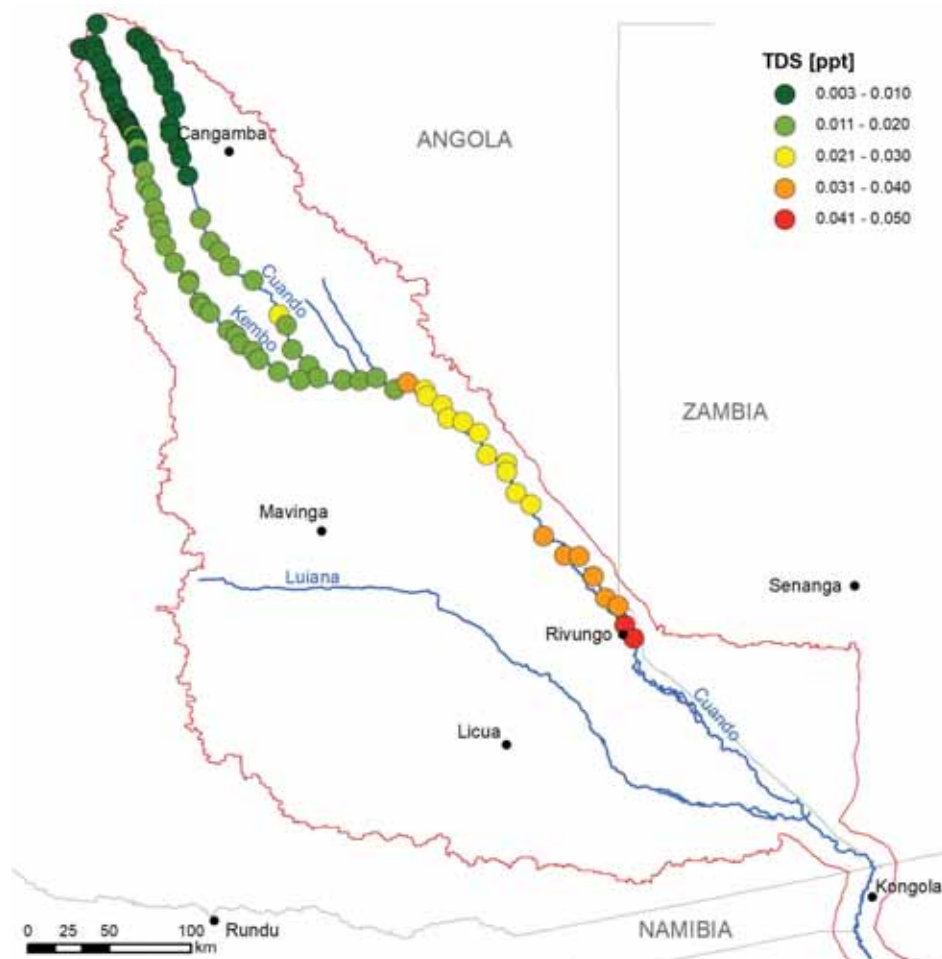 TDS [ppt]
0.003 - 0.010
0.011 - 0.020
0.021 - 0.030
0.031 - 0.040
0.041 - 0.050
Cangamba
ANGOLA
Cuando
Kembo
ZAMBIA
Mavinga
Luiana
Senanga
Rivungo
Cuando
Licua
Kongola
Rundu
NAMIBIA
0 50 100
km